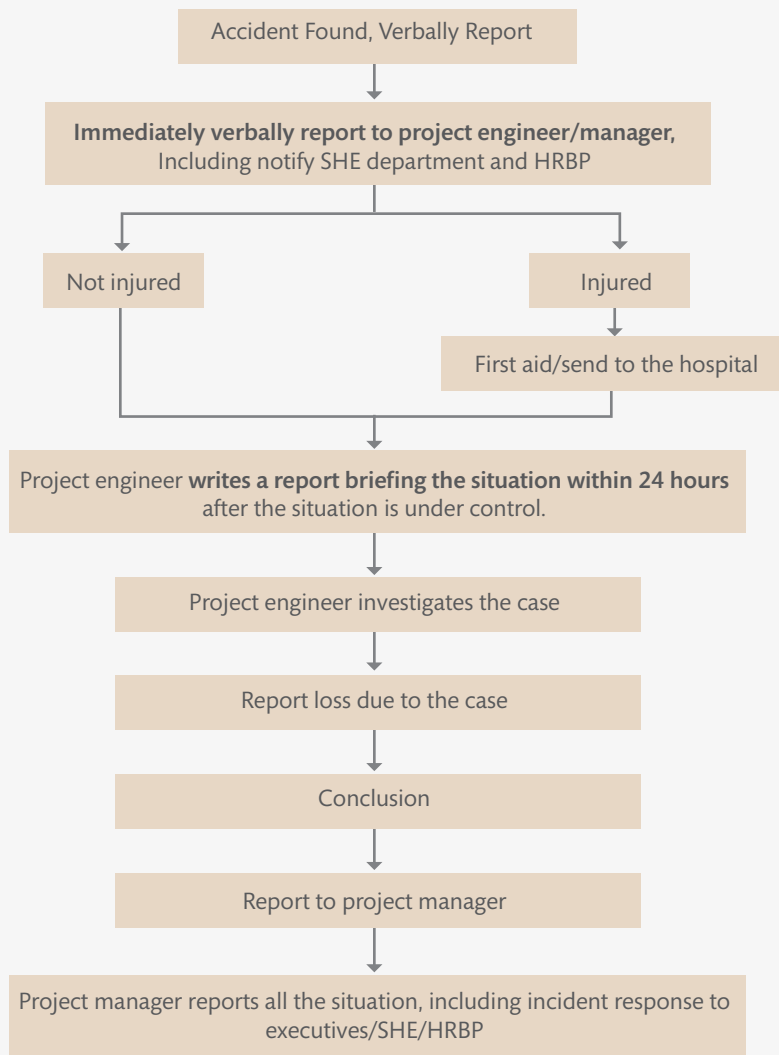 Accident Found, Verbally Report
Immediately verbally report to project engineer/manager,
Including notify SHE department and HRBP
Not injured
Injured
First aid/send to the hospital
Project engineer writes a report briefing the situation within 24 hours
after the situation is under control.
Project engineer investigates the case
Report loss due to the case
Conclusion
Report to project manager
Project manager reports all the situation, including incident response to
executives/SHE/HRBP